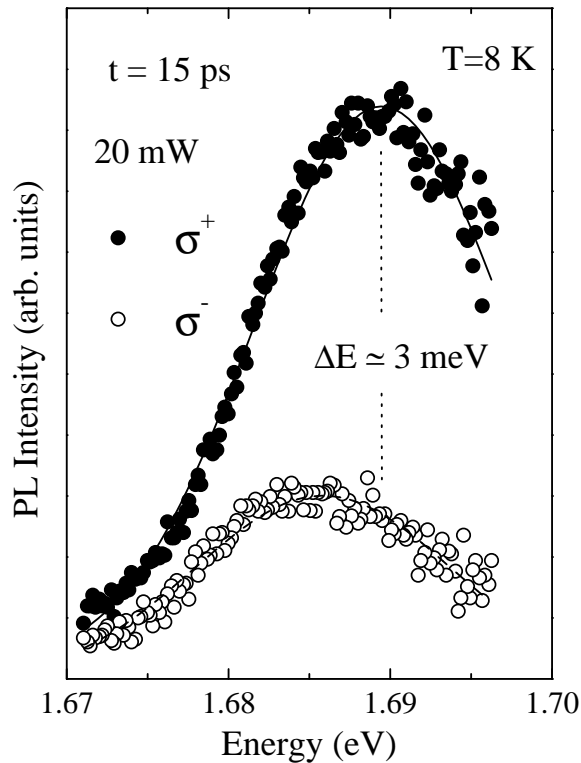 t = 15 ps
T=8 K
20 mW
σ⁺
σ⁻
ΔE ≃ 3 meV
PL Intensity (arb. units)
1.67 1.68 1.69 1.70
Energy (eV)